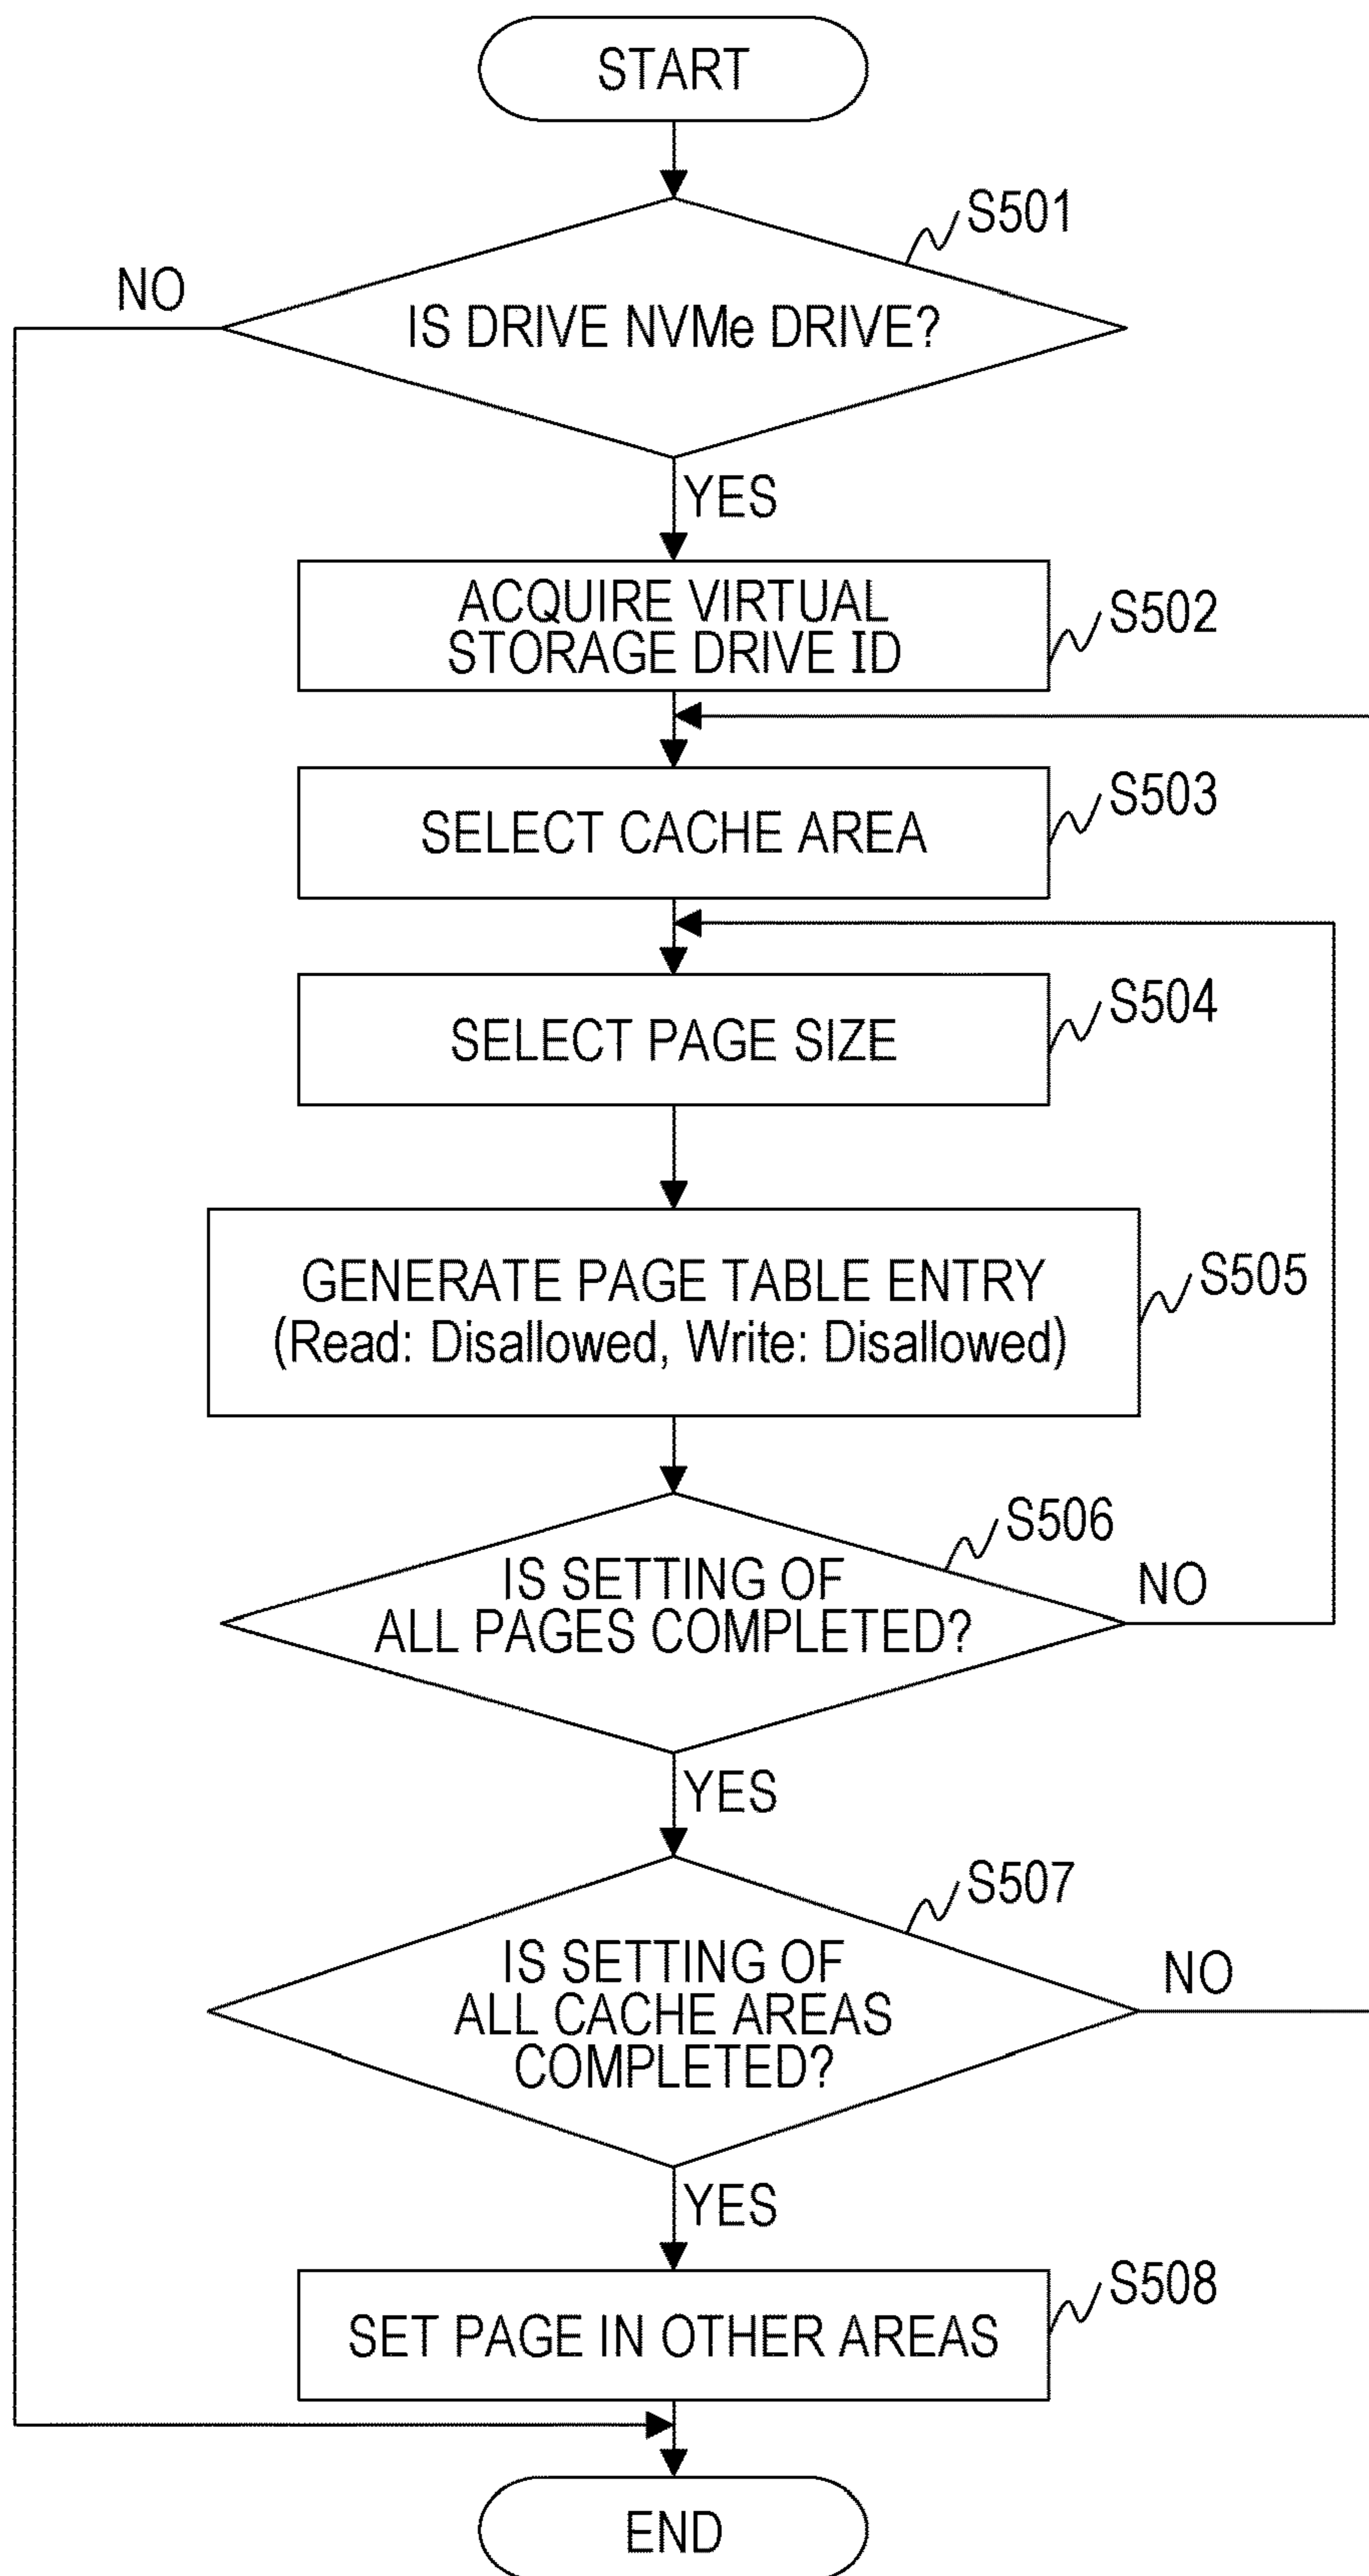 START
S501
NO
IS DRIVE NVMe DRIVE?
YES
ACQUIRE VIRTUAL
STORAGE DRIVE ID
S502
S503
SELECT CACHE AREA
S504
SELECT PAGE SIZE
GENERATE PAGE TABLE ENTRY
(Read: Disallowed, Write: Disallowed)
S505
S506
IS SETTING OF
ALL PAGES COMPLETED?
NO
YES
S507
IS SETTING OF
ALL CACHE AREAS
COMPLETED?
NO
YES
S508
SET PAGE IN OTHER AREAS
END